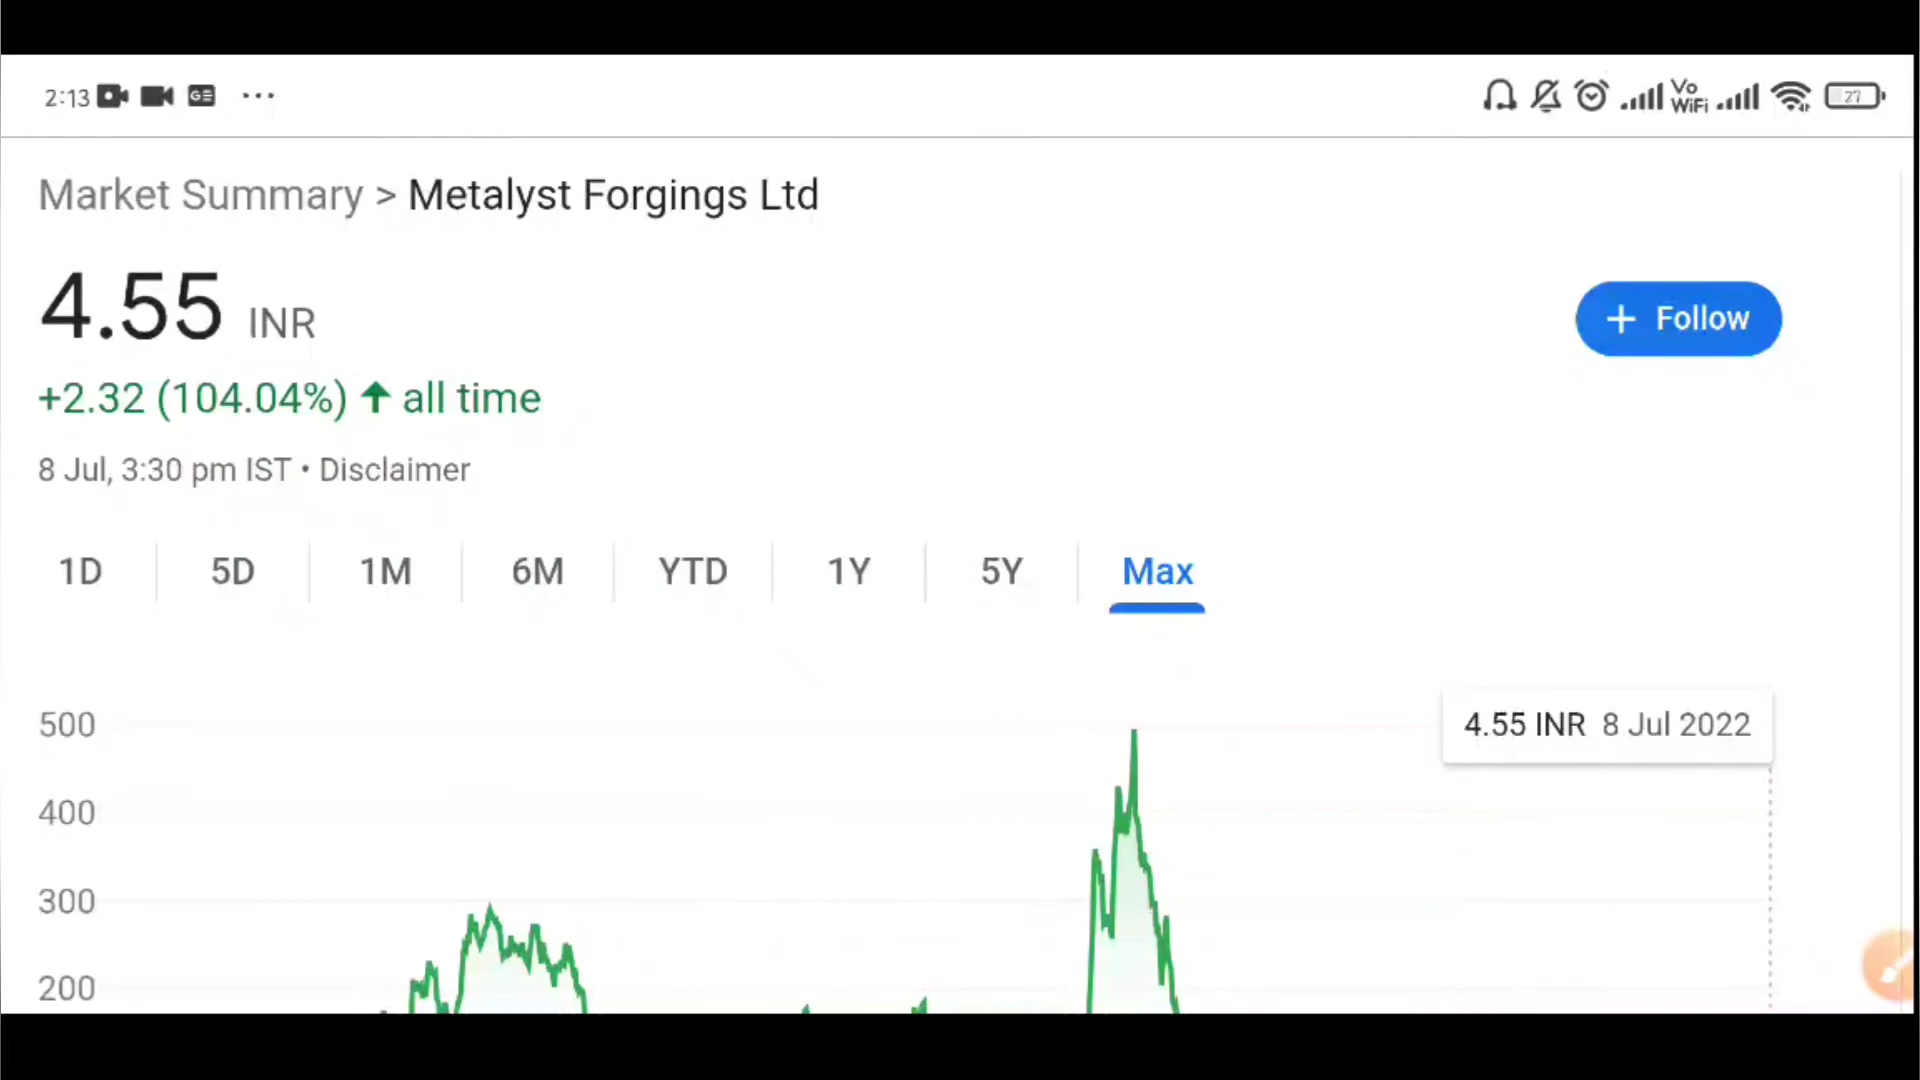 2:13 GE ...
Vo WiFi 27
Market Summary > Metalyst Forgings Ltd
4.55 INR
+ Follow
+2.32 (104.04%) ↑ all time
8 Jul, 3:30 pm IST • Disclaimer
1D 5D 1M 6M YTD 1Y 5Y Max
500
4.55 INR 8 Jul 2022
400
300
200